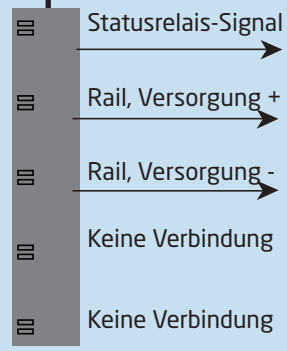 Statusrelais-Signal
Rail, Versorgung +
Rail, Versorgung -
Keine Verbindung
Keine Verbindung